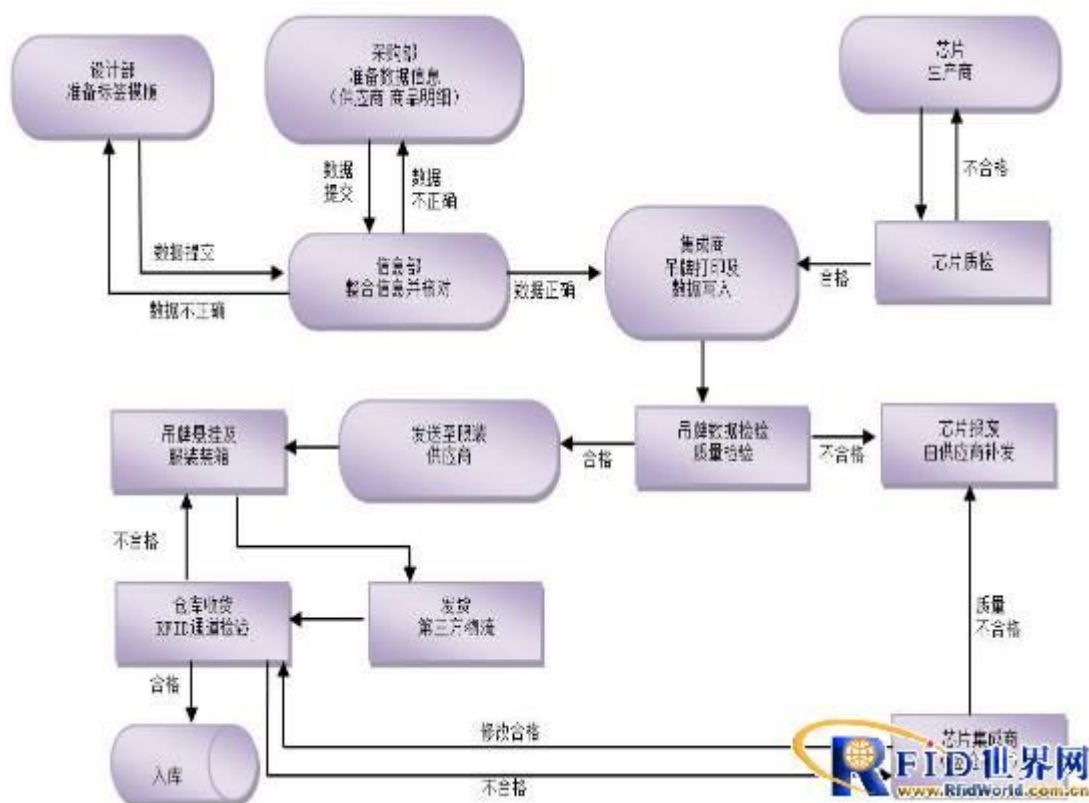 设计部
准备标签模板
采购部
准备数据信息
（供应商 商品明细）
芯片
生产商
数据
提交
数据
不正确
不合格
数据提交
信息部
整合信息并核对
数据正确
集成商
吊牌打印及
数据写入
合格
芯片质检
数据不正确
吊牌悬挂及
服装装箱
发送至服装
供应商
合格
吊牌数据检验
质量检验
不合格
芯片报废
由供应商补发
不合格
仓库收货
RFID通道检验
发货
第三方物流
质量
不合格
合格
修改合格
芯片集成商
入库
不合格
RFID世界网
www.RfidWorld.com.cn